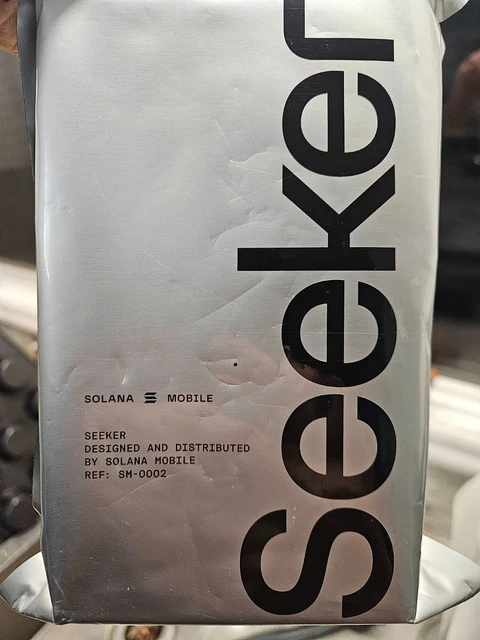 Seeker
SOLANA MOBILE
SEEKER
DESIGNED AND DISTRIBUTED
BY SOLANA MOBILE
REF: SM-0002